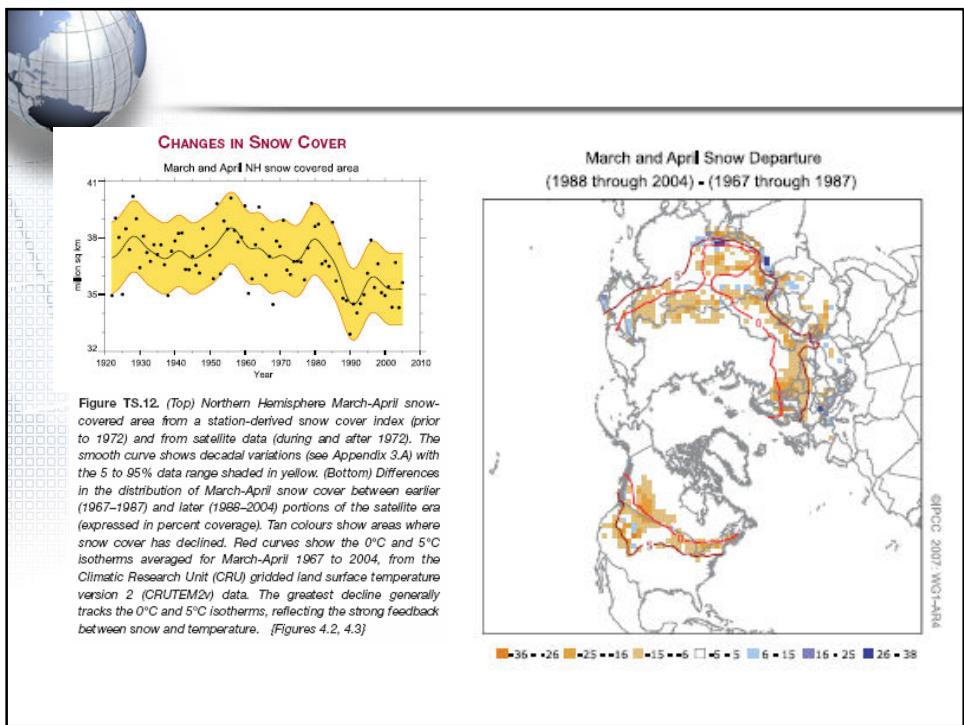 CHANGES IN SNOW COVER
March and April NH snow covered area
41
38
35
32
million sq km
1920 1930 1940 1950 1960 1970 1980 1990 2000 2010
Year
Figure TS.12. (Top) Northern Hemisphere March-April snow-
covered area from a station-derived snow cover index (prior
to 1972) and from satellite data (during and after 1972). The
smooth curve shows decadal variations (see Appendix 3.A) with
the 5 to 95% data range shaded in yellow. (Bottom) Differences
in the distribution of March-April snow cover between earlier
(1967–1987) and later (1988–2004) portions of the satellite era
(expressed in percent coverage). Tan colours show areas where
snow cover has declined. Red curves show the 0°C and 5°C
isotherms averaged for March-April 1967 to 2004, from the
Climatic Research Unit (CRU) gridded land surface temperature
version 2 (CRUTEM2v) data. The greatest decline generally
tracks the 0°C and 5°C isotherms, reflecting the strong feedback
between snow and temperature. {Figures 4.2, 4.3}
March and April Snow Departure
(1988 through 2004) - (1967 through 1987)
5
0
0
5
©IPCC 2007: WG1-AR4
-36 - -26 -25 - -16 -15 - -6 -5 - 5 6 - 15 16 - 25 26 - 38